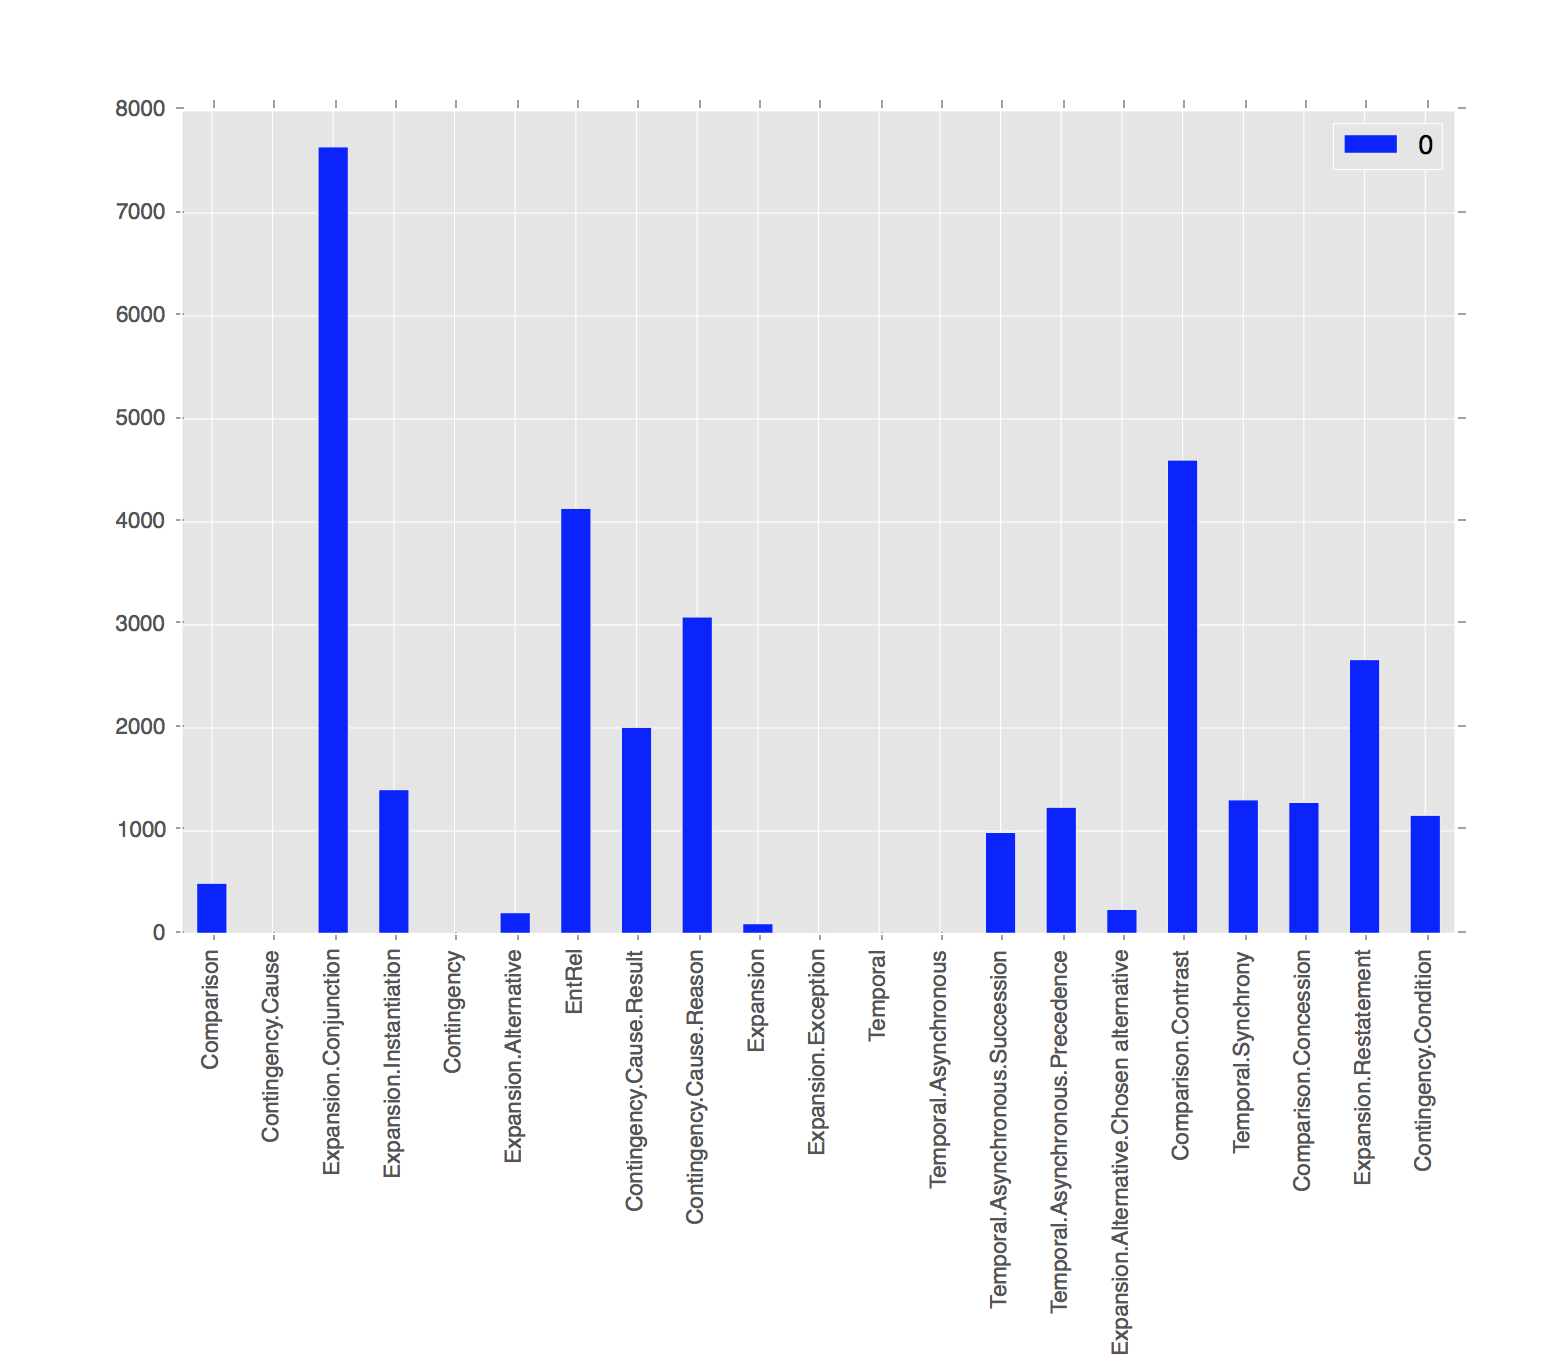 8000
7000
6000
5000
4000
3000
2000
1000
0
0
Comparison
Contingency.Cause
Expansion.Conjunction
Expansion.Instantiation
Contingency
Expansion.Alternative
EntRel
Contingency.Cause.Result
Contingency.Cause.Reason
Expansion
Expansion.Exception
Temporal
Temporal.Asynchronous
Temporal.Asynchronous.Succession
Temporal.Asynchronous.Precedence
Expansion.Alternative.Chosen alternative
Comparison.Contrast
Temporal.Synchrony
Comparison.Concession
Expansion.Restatement
Contingency.Condition